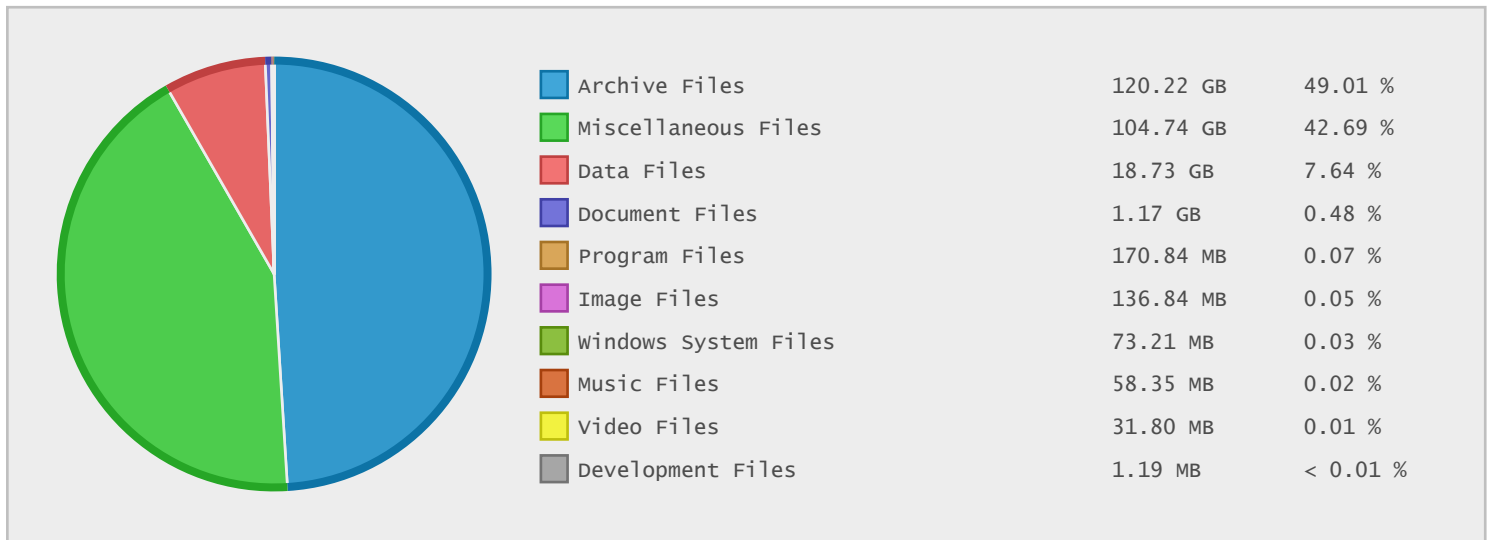 Archive Files 120.22 GB 49.01 %
Miscellaneous Files 104.74 GB 42.69 %
Data Files 18.73 GB 7.64 %
Document Files 1.17 GB 0.48 %
Program Files 170.84 MB 0.07 %
Image Files 136.84 MB 0.05 %
Windows System Files 73.21 MB 0.03 %
Music Files 58.35 MB 0.02 %
Video Files 31.80 MB 0.01 %
Development Files 1.19 MB < 0.01 %